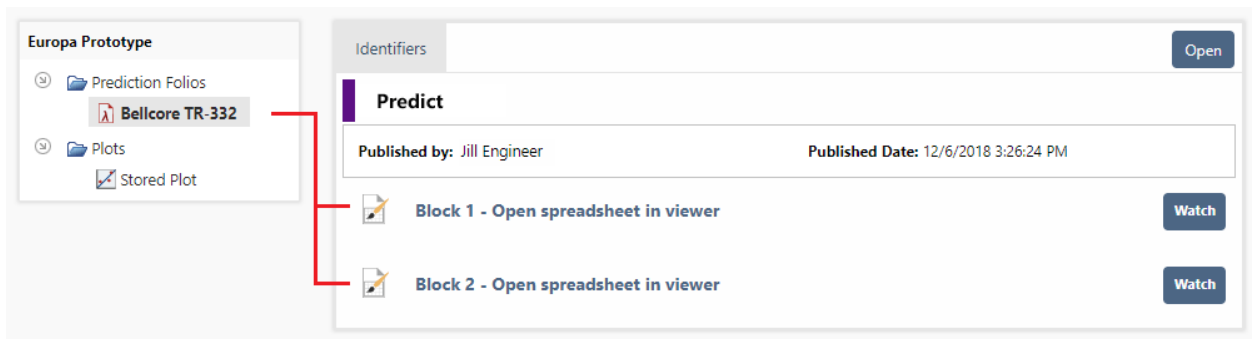 Europa Prototype
Prediction Folios
Bellcore TR-332
Plots
Stored Plot
Identifiers
Open
Predict
Published by: Jill Engineer Published Date: 12/6/2018 3:26:24 PM
Block 1 - Open spreadsheet in viewer Watch
Block 2 - Open spreadsheet in viewer Watch